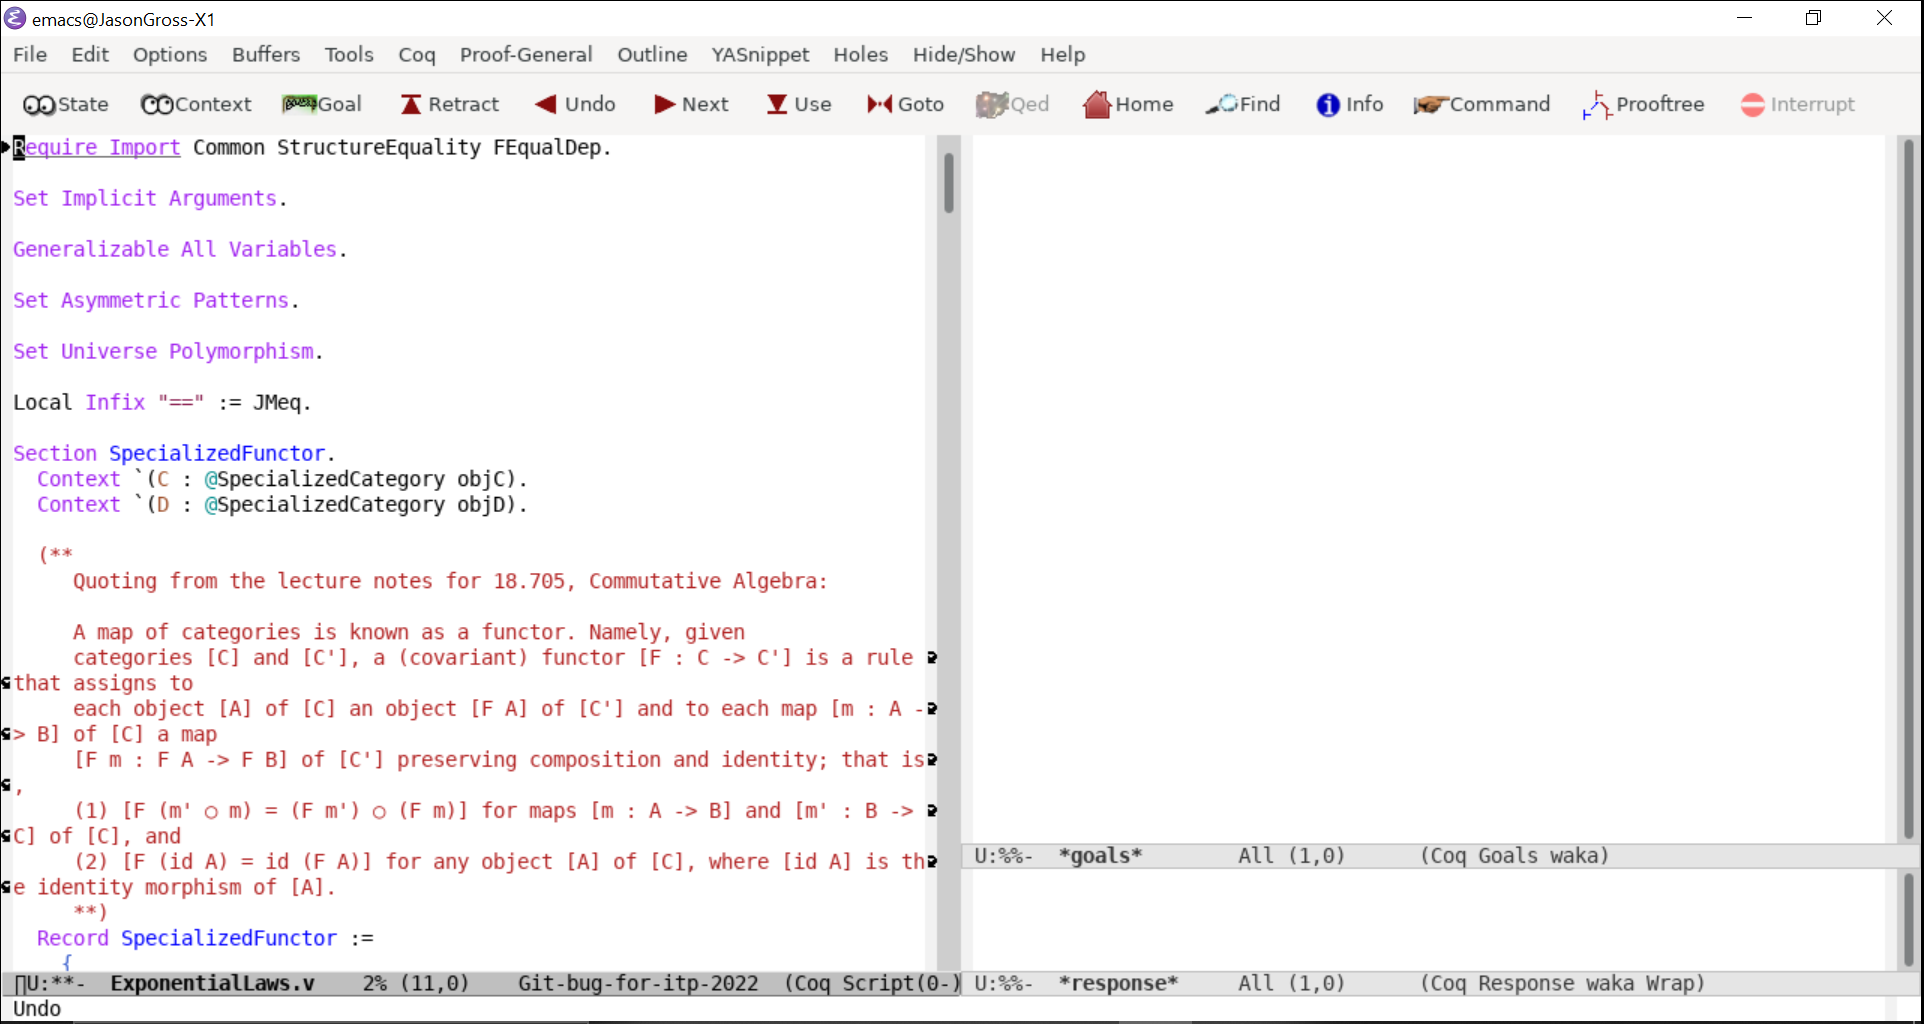 emacs@JasonGross-X1
File Edit Options Buffers Tools Coq Proof-General Outline YASnippet Holes Hide/Show Help
State Context Goal Retract Undo Next Use Goto Qed Home Find Info Command Prooftree Interrupt
Require Import Common StructureEquality FEqualDep.
Set Implicit Arguments.
Generalizable All Variables.
Set Asymmetric Patterns.
Set Universe Polymorphism.
Local Infix "==" := JMeq.
Section SpecializedFunctor.
Context `(C : @SpecializedCategory objC).
Context `(D : @SpecializedCategory objD).
(**
Quoting from the lecture notes for 18.705, Commutative Algebra:
A map of categories is known as a functor. Namely, given
categories [C] and [C'], a (covariant) functor [F : C -> C'] is a rule
that assigns to
each object [A] of [C] an object [F A] of [C'] and to each map [m : A -
> B] of [C] a map
[F m : F A -> F B] of [C'] preserving composition and identity; that is
,
(1) [F (m' ○ m) = (F m') ○ (F m)] for maps [m : A -> B] and [m' : B ->
C] of [C], and
(2) [F (id A) = id (F A)] for any object [A] of [C], where [id A] is th
e identity morphism of [A].
**)
Record SpecializedFunctor :=
{
U:**-  ExponentialLaws.v    2% (11,0)    Git-bug-for-itp-2022  (Coq Script(0-)
Undo
U:%%-  *goals*        All (1,0)      (Coq Goals waka)
U:%%-  *response*     All (1,0)      (Coq Response waka Wrap)